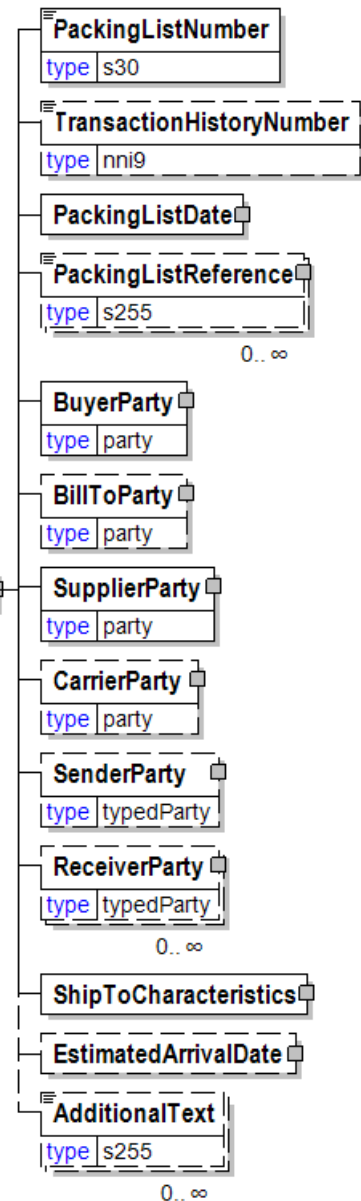 PackingListNumber
type s30
TransactionHistoryNumber
type nni9
PackingListDate
PackingListReference
type s255
0.. ∞
BuyerParty
type party
BillToParty
type party
SupplierParty
type party
CarrierParty
type party
SenderParty
type typedParty
ReceiverParty
type typedParty
0.. ∞
ShipToCharacteristics
EstimatedArrivalDate
AdditionalText
type s255
0.. ∞